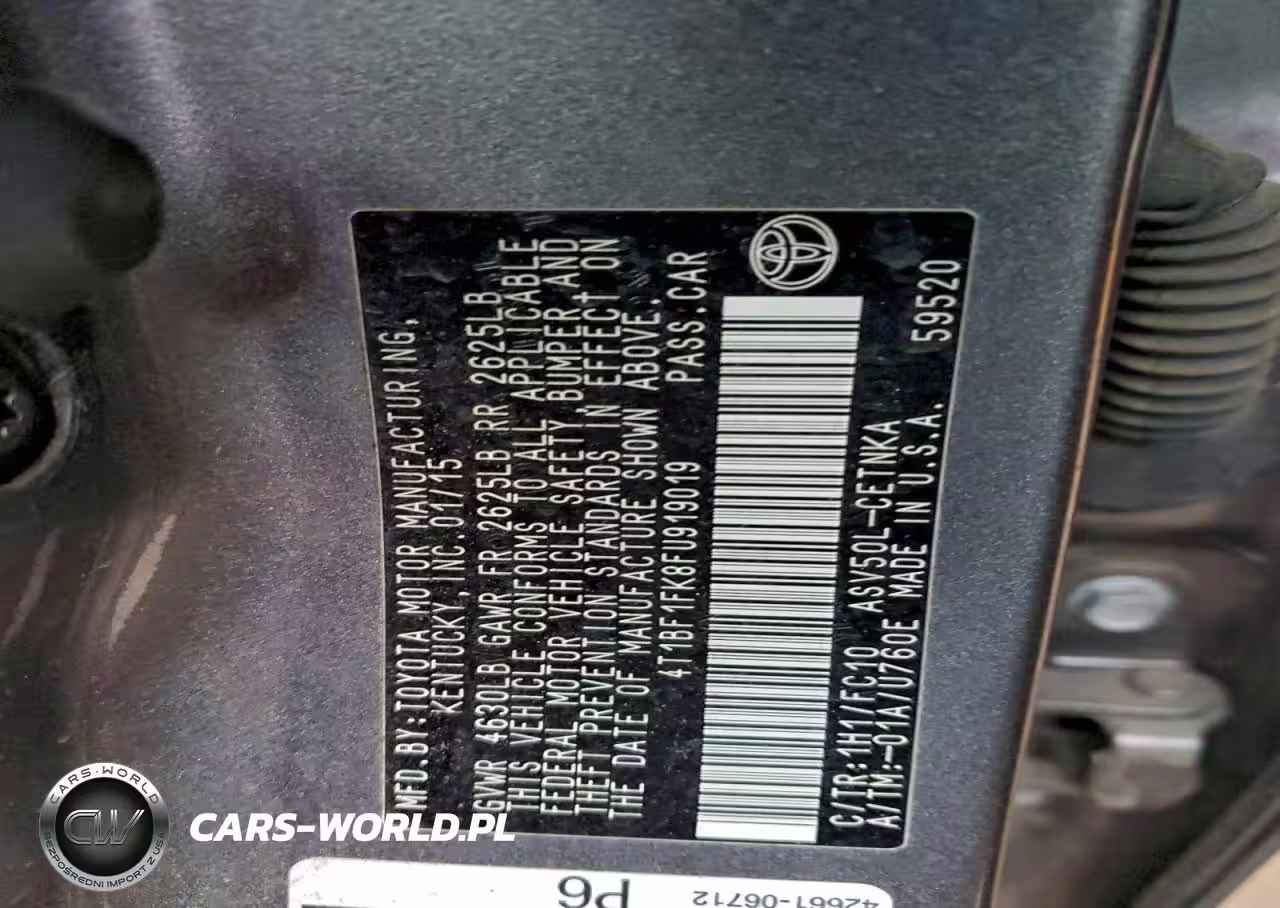 MFD.BY:TOYOTA MOTOR MANUFACTURING,
KENTUCKY, INC. 01/15
GVWR 4630LB GAWR FR 2625LB RR 2625LB
THIS VEHICLE CONFORMS TO ALL APPLICABLE
FEDERAL MOTOR VEHICLE SAFETY, BUMPER AND
THEFT PREVENTION STANDARDS IN EFFECT ON
THE DATE OF MANUFACTURE SHOWN ABOVE.
4T1BF1FK8FU919019 PASS.CAR
C/TR:1H1/FC10 ASV50L-CETNKA
A/TM:-01A/U760E MADE IN U.S.A. 59520
P6
42661-06712
CARS-WORLD
CW
BEZPOŚREDNI IMPORT Z USA
CARS-WORLD.PL